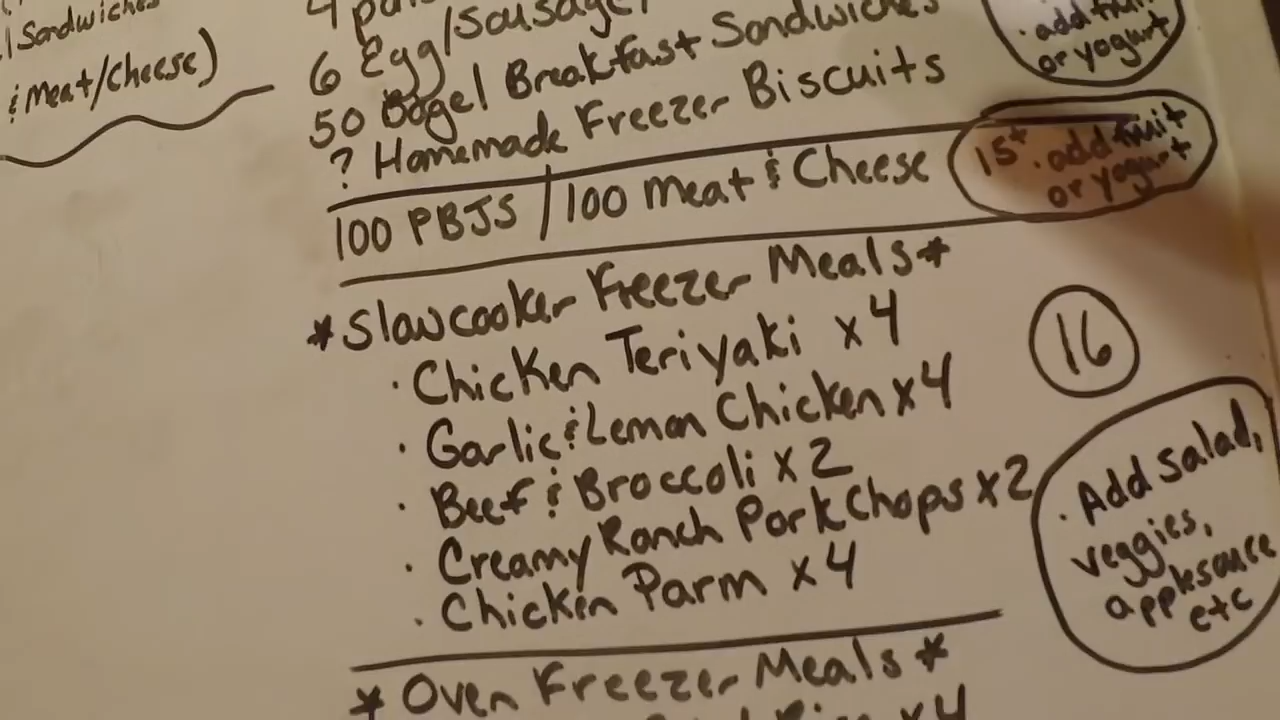 Sandwiches
& Meat/Cheese)
4
6 Egg/Sausage/
50 Bagel Breakfast Sandwiches
? Homemade Freezer Biscuits
· add fruit
or yogurt
100 PBJS / 100 Meat & Cheese
15+ · add fruit
or yogurt
* Slowcooker Freezer Meals *
· Chicken Teriyaki x4
· Garlic & Lemon Chicken x4
· Beef & Broccoli x2
· Creamy Ranch Pork Chops x2
· Chicken Parm x4
16
· Add salad,
veggies,
applesauce
etc
* Oven Freezer Meals *
x4